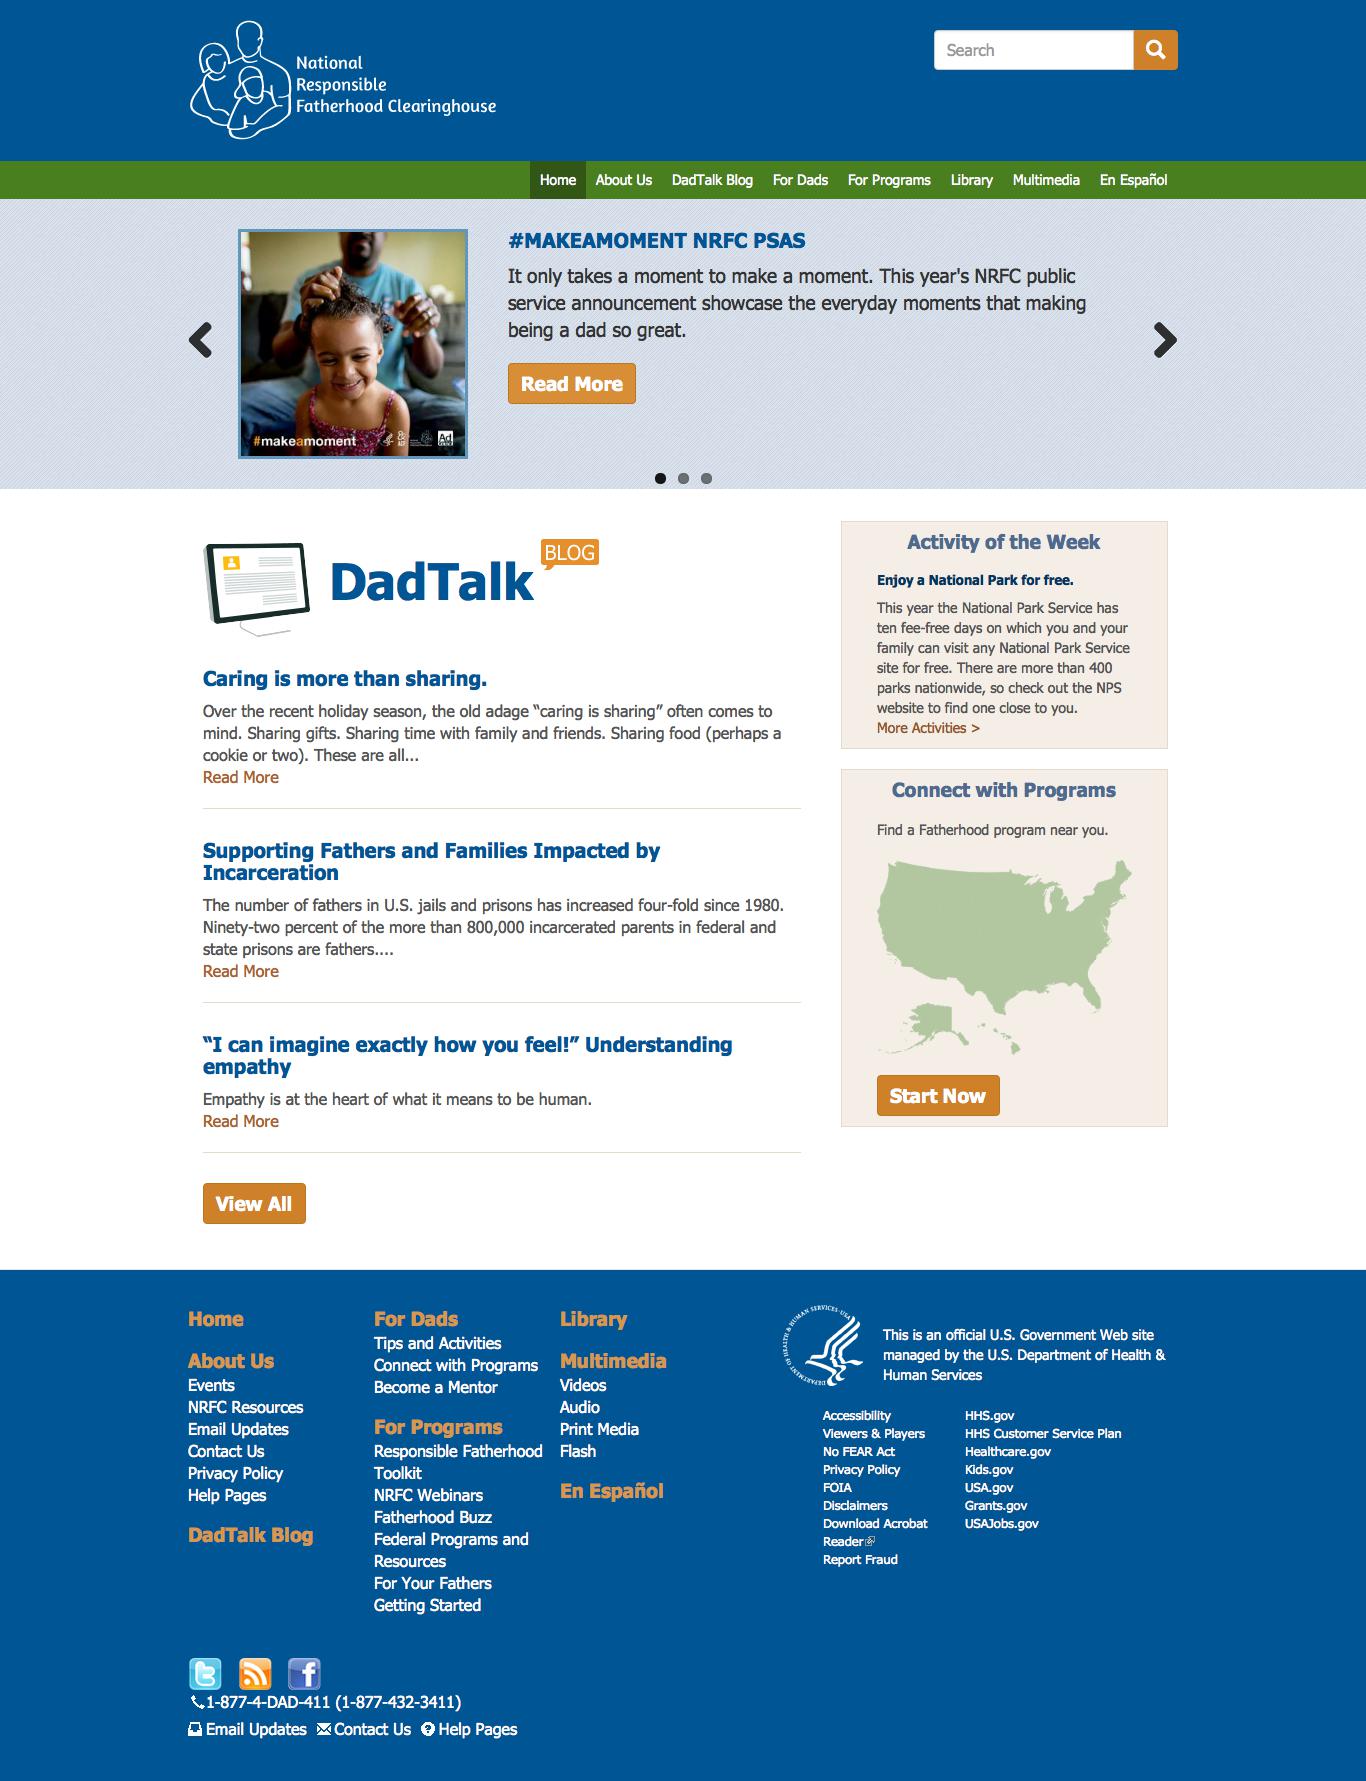 National
Responsible
Fatherhood Clearinghouse
Search
Home
About Us
DadTalk Blog
For Dads
For Programs
Library
Multimedia
En Español
#makeamoment
Ad
#MAKEAMOMENT NRFC PSAS
It only takes a moment to make a moment. This year's NRFC public
service announcement showcase the everyday moments that making
being a dad so great.
Read More
DadTalk
BLOG
Caring is more than sharing.
Over the recent holiday season, the old adage “caring is sharing” often comes to
mind. Sharing gifts. Sharing time with family and friends. Sharing food (perhaps a
cookie or two). These are all...
Read More
Supporting Fathers and Families Impacted by
Incarceration
The number of fathers in U.S. jails and prisons has increased four-fold since 1980.
Ninety-two percent of the more than 800,000 incarcerated parents in federal and
state prisons are fathers....
Read More
“I can imagine exactly how you feel!” Understanding
empathy
Empathy is at the heart of what it means to be human.
Read More
View All
Activity of the Week
Enjoy a National Park for free.
This year the National Park Service has
ten fee-free days on which you and your
family can visit any National Park Service
site for free. There are more than 400
parks nationwide, so check out the NPS
website to find one close to you.
More Activities >
Connect with Programs
Find a Fatherhood program near you.
Start Now
Home
About Us
Events
NRFC Resources
Email Updates
Contact Us
Privacy Policy
Help Pages
DadTalk Blog
For Dads
Tips and Activities
Connect with Programs
Become a Mentor
For Programs
Responsible Fatherhood
Toolkit
NRFC Webinars
Fatherhood Buzz
Federal Programs and
Resources
For Your Fathers
Getting Started
Library
Multimedia
Videos
Audio
Print Media
Flash
En Español
DEPARTMENT OF HEALTH & HUMAN SERVICES·USA
This is an official U.S. Government Web site
managed by the U.S. Department of Health &
Human Services
Accessibility
Viewers & Players
No FEAR Act
Privacy Policy
FOIA
Disclaimers
Download Acrobat
Reader
Report Fraud
HHS.gov
HHS Customer Service Plan
Healthcare.gov
Kids.gov
USA.gov
Grants.gov
USAJobs.gov
1-877-4-DAD-411 (1-877-432-3411)
Email Updates
Contact Us
Help Pages